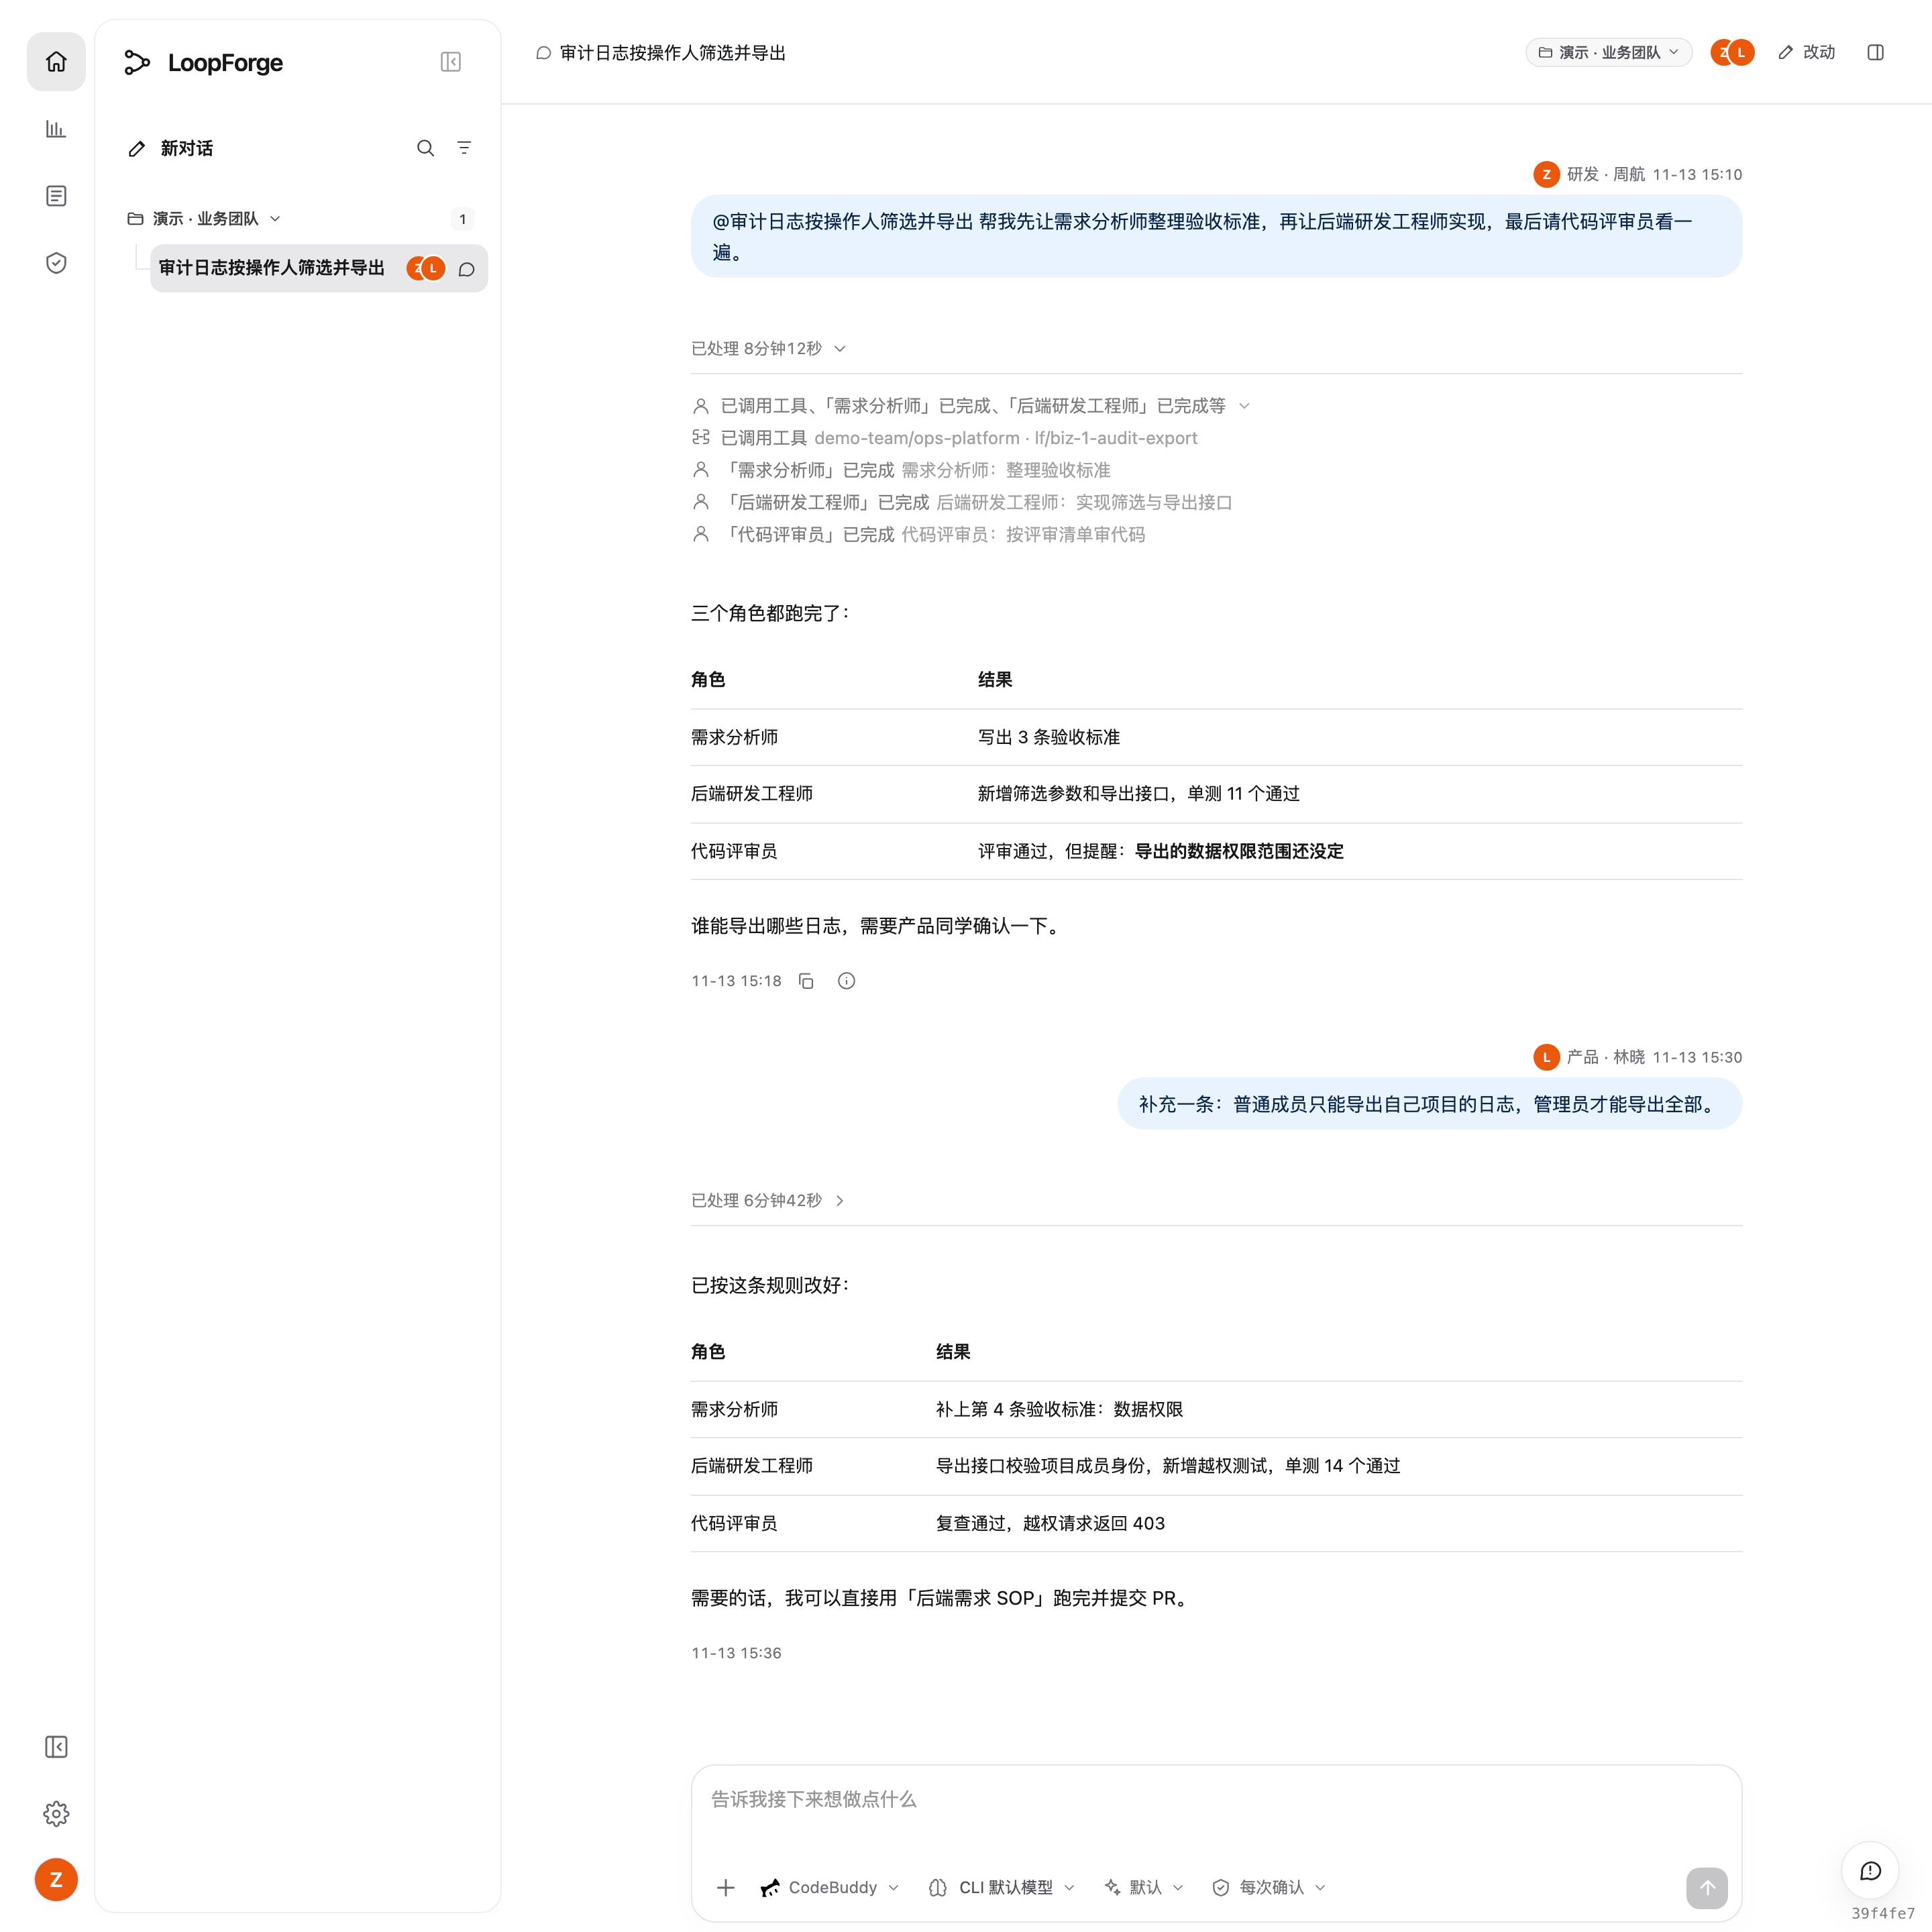 LoopForge
新对话
演示 · 业务团队
1
审计日志按操作人筛选并导出
Z
L
审计日志按操作人筛选并导出
演示 · 业务团队
Z
L
改动
Z 研发 · 周航 11-13 15:10
@审计日志按操作人筛选并导出 帮我先让需求分析师整理验收标准，再让后端研发工程师实现，最后请代码评审员看一
遍。
已处理 8分钟12秒
已调用工具、「需求分析师」已完成、「后端研发工程师」已完成等
已调用工具 demo-team/ops-platform · lf/biz-1-audit-export
「需求分析师」已完成 需求分析师：整理验收标准
「后端研发工程师」已完成 后端研发工程师：实现筛选与导出接口
「代码评审员」已完成 代码评审员：按评审清单审代码
三个角色都跑完了：
角色 结果
需求分析师 写出 3 条验收标准
后端研发工程师 新增筛选参数和导出接口，单测 11 个通过
代码评审员 评审通过，但提醒：导出的数据权限范围还没定
谁能导出哪些日志，需要产品同学确认一下。
11-13 15:18
L 产品 · 林晓 11-13 15:30
补充一条：普通成员只能导出自己项目的日志，管理员才能导出全部。
已处理 6分钟42秒
已按这条规则改好：
角色 结果
需求分析师 补上第 4 条验收标准：数据权限
后端研发工程师 导出接口校验项目成员身份，新增越权测试，单测 14 个通过
代码评审员 复查通过，越权请求返回 403
需要的话，我可以直接用「后端需求 SOP」跑完并提交 PR。
11-13 15:36
告诉我接下来想做点什么
CodeBuddy CLI 默认模型 默认 每次确认
Z
39f4fe7